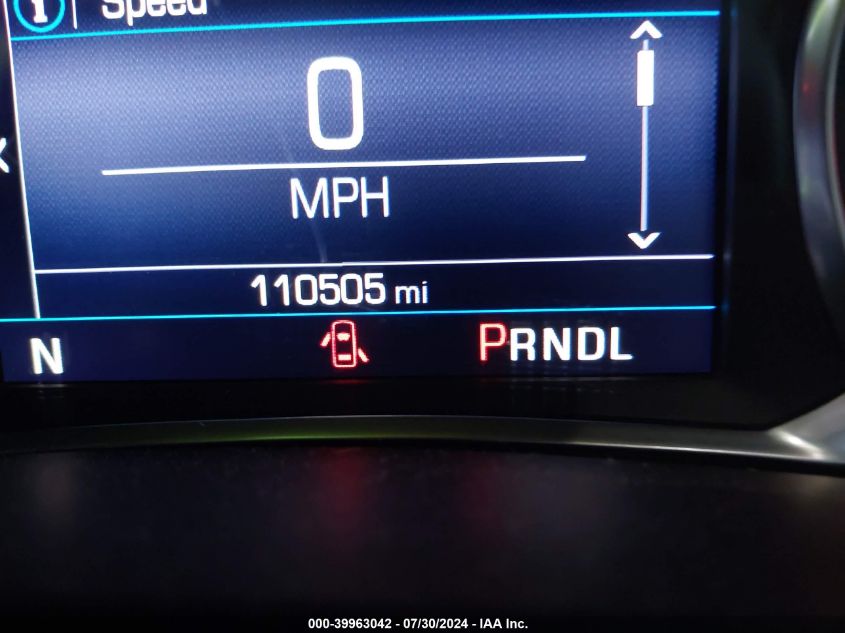 Speed
0
MPH
110505 mi
N PRNDL
000-39963042 - 07/30/2024 - IAA Inc.